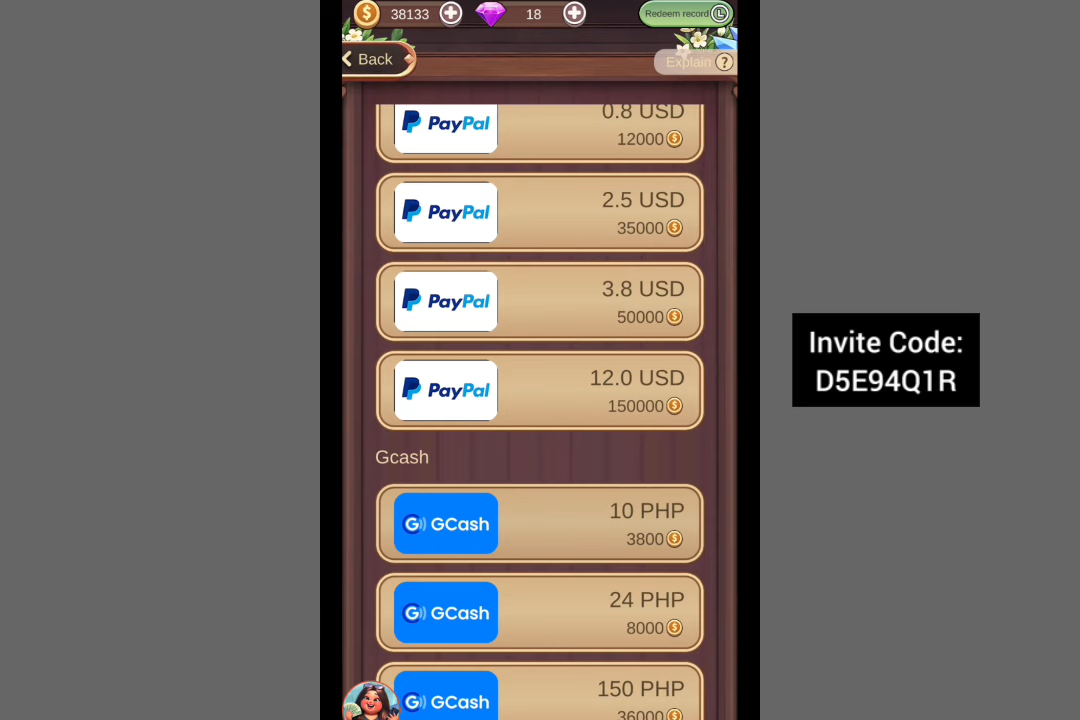 38133
18
Redeem record
Back
Explain
PayPal
0.8 USD
12000
PayPal
2.5 USD
35000
PayPal
3.8 USD
50000
PayPal
12.0 USD
150000
Gcash
GCash
10 PHP
3800
GCash
24 PHP
8000
GCash
150 PHP
36000
Invite Code:
D5E94Q1R